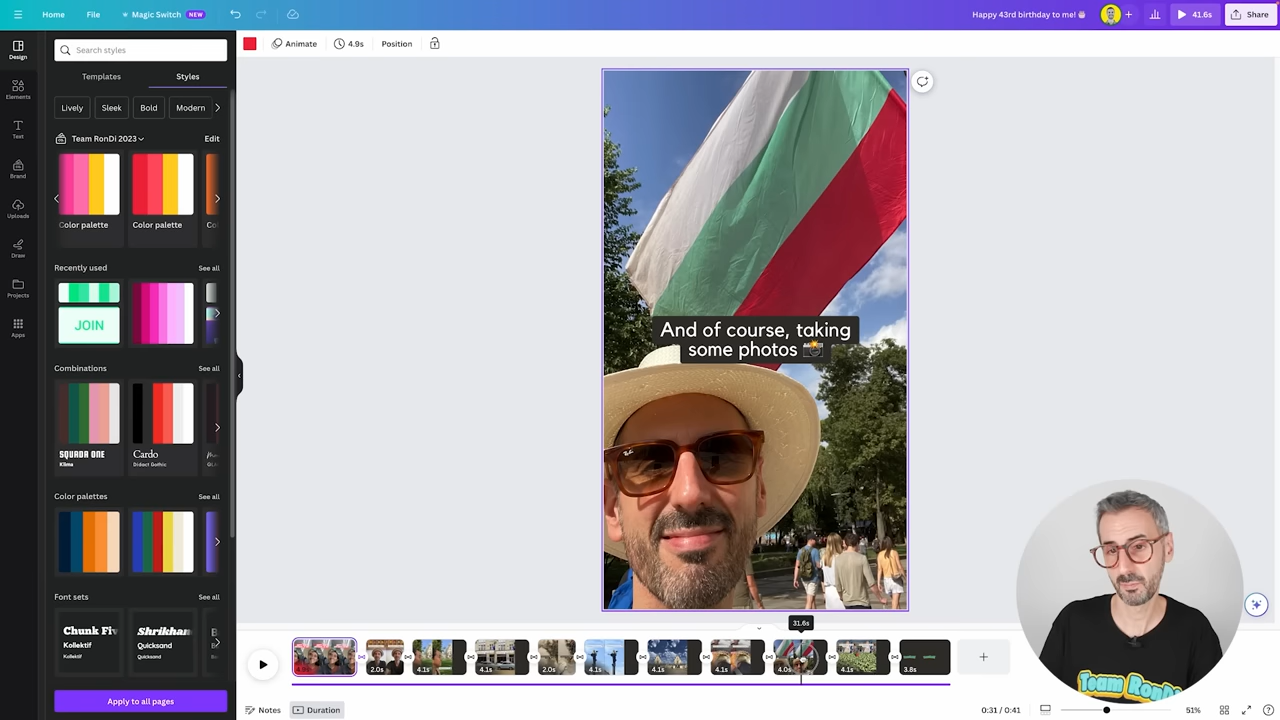 Home
File
Magic Switch NEW
Happy 43rd birthday to me! 🎂
41.6s
Share
Design
Elements
Text
Brand
Uploads
Draw
Projects
Apps
Search styles
Templates
Styles
Lively
Sleek
Bold
Modern
Team RonDi 2023
Edit
Color palette
Color palette
Recently used
See all
JOIN
Combinations
See all
SQUADA ONE
Klima
Cardo
Didact Gothic
Color palettes
See all
Font sets
See all
Chunk Fiv
Kollektif
Kollektif
Shrikhan
Quicksand
Quicksand
Apply to all pages
Animate
4.9s
Position
And of course, taking
some photos 📸
31.6s
2.0s
4.1s
4.1s
2.0s
4.1s
4.1s
4.1s
4.0s
4.1s
3.8s
Notes
Duration
0:31 / 0:41
51%
Team RonDi